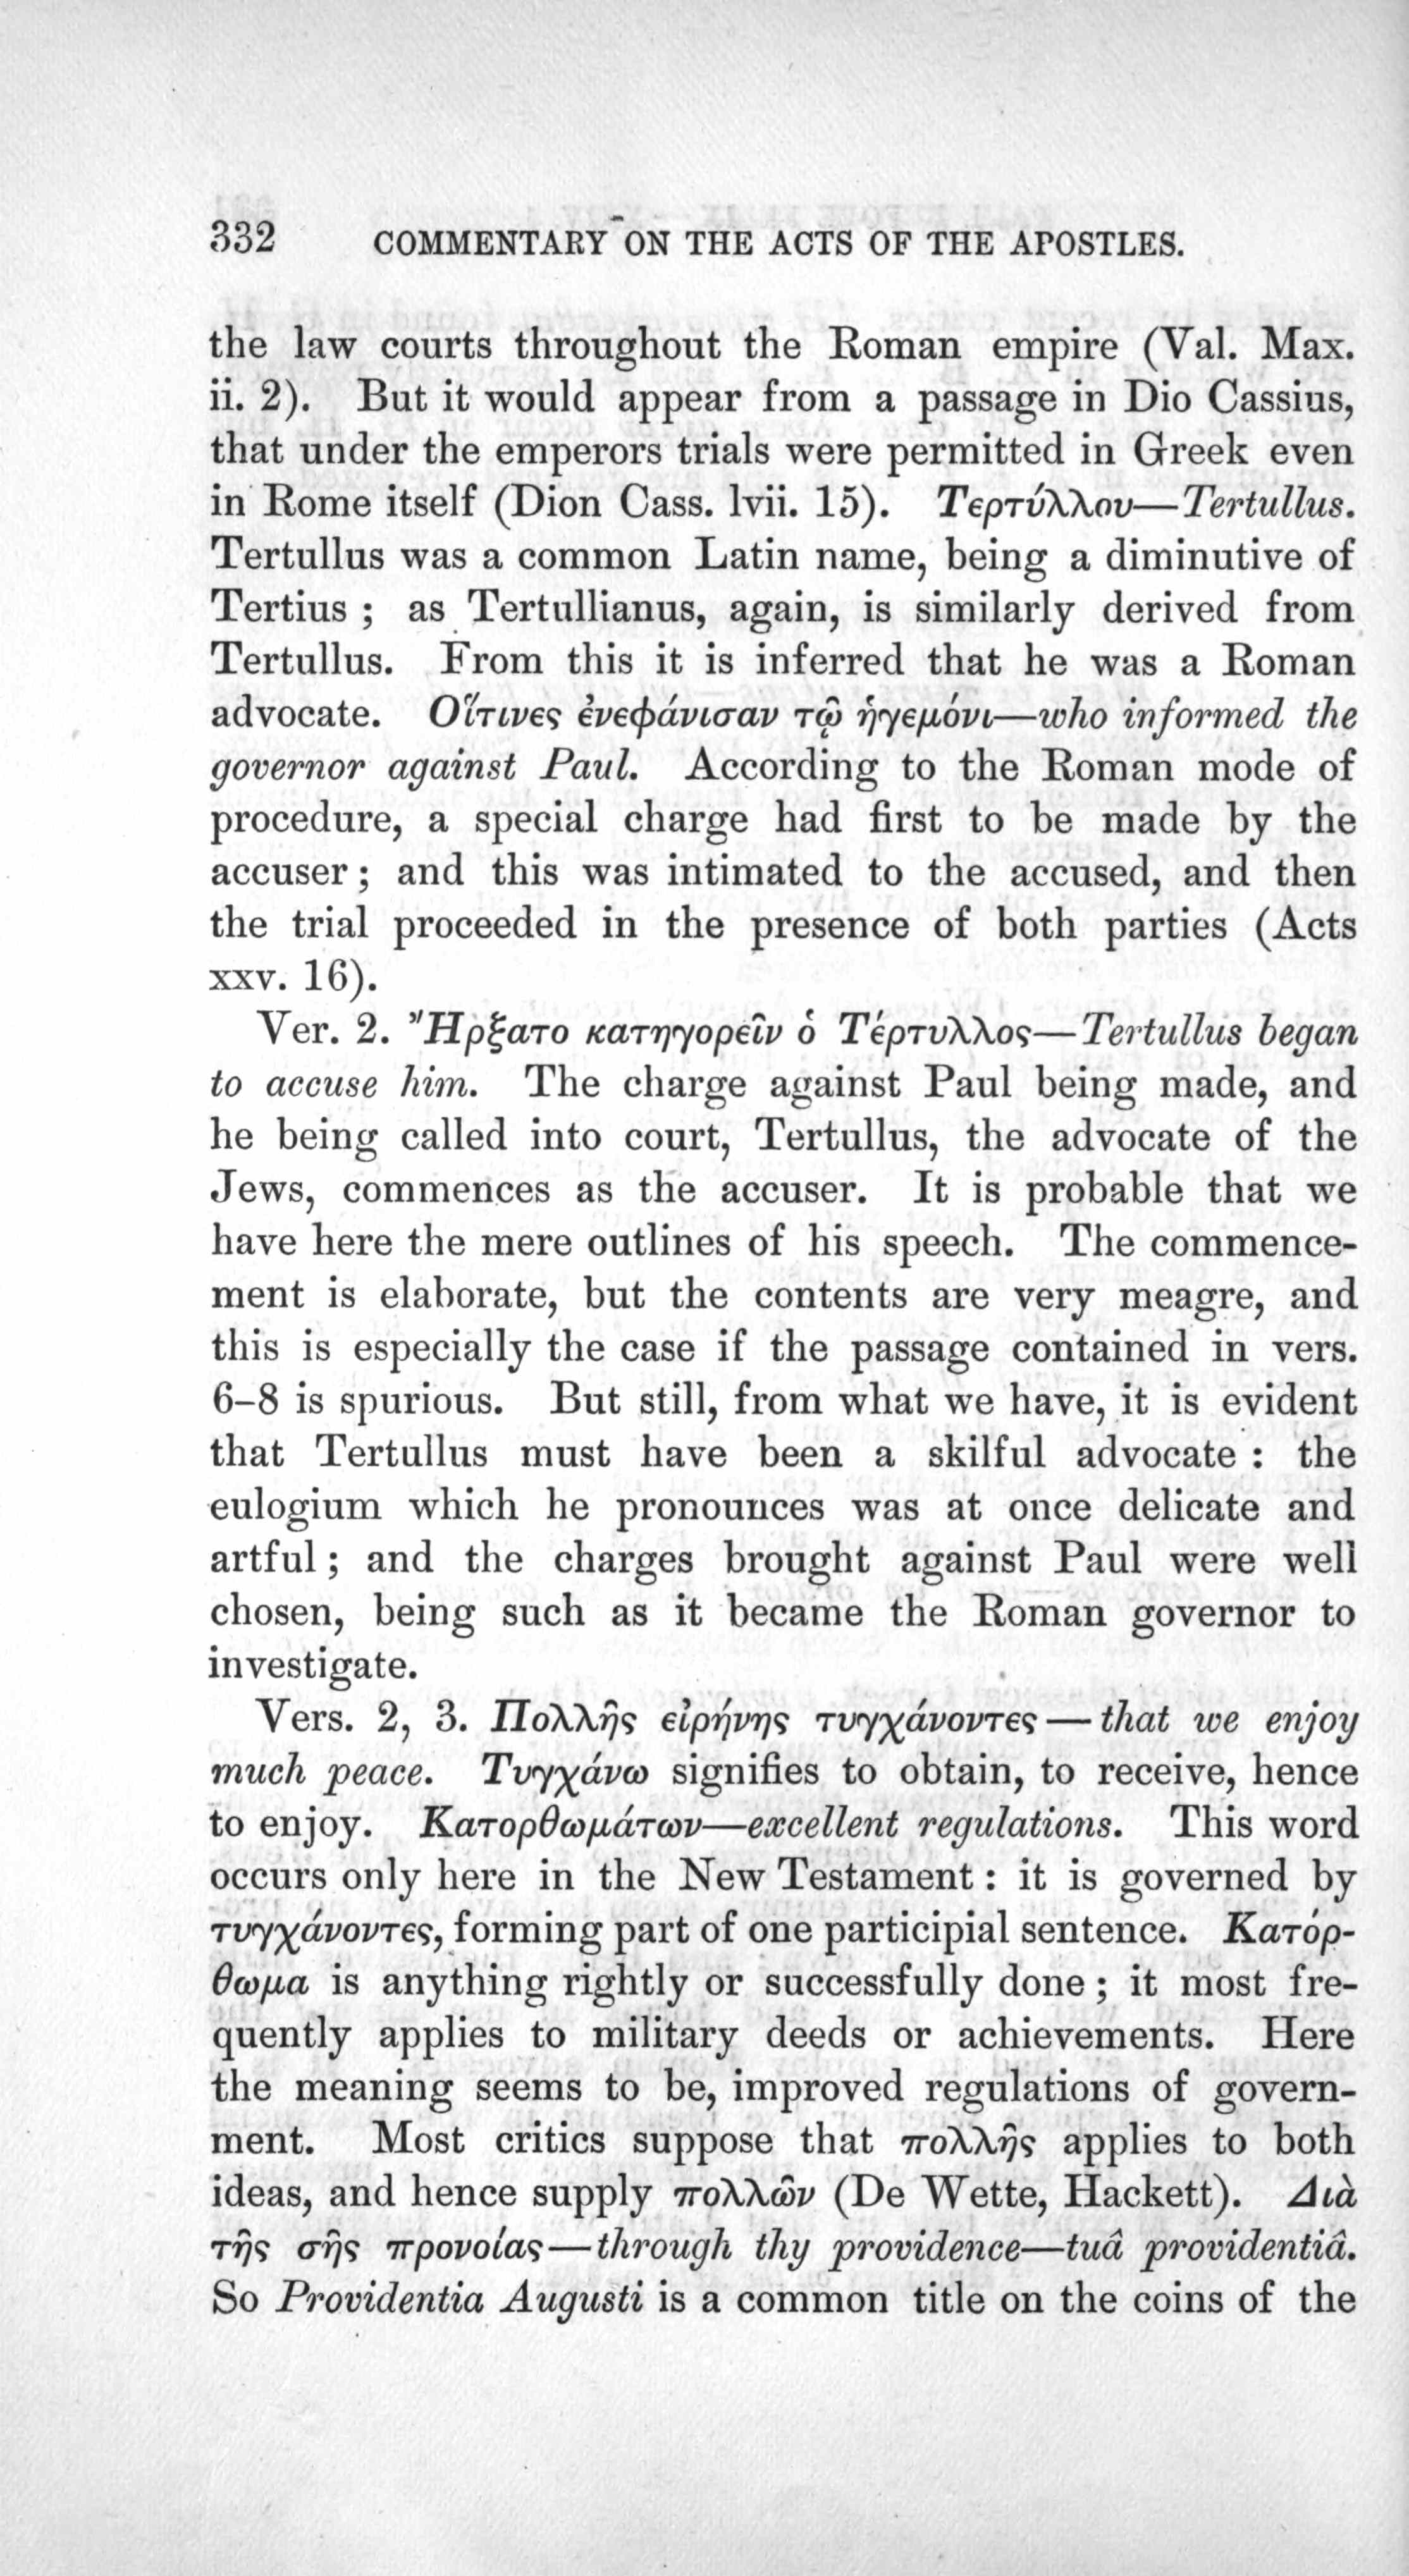 332 COMMENTARY ON THE ACTS OF THE APOSTLES.
the law courts throughout the Roman empire (Val. Max.
ii. 2). But it would appear from a passage in Dio Cassius,
that under the emperors trials were permitted in Greek even
in Rome itself (Dion Cass. lvii. 15). Τερτύλλου—Tertullus.
Tertullus was a common Latin name, being a diminutive of
Tertius ; as Tertullianus, again, is similarly derived from
Tertullus. From this it is inferred that he was a Roman
advocate. Οἵτινες ἐνεφάνισαν τῷ ἡγεμόνι—who informed the
governor against Paul. According to the Roman mode of
procedure, a special charge had first to be made by the
accuser ; and this was intimated to the accused, and then
the trial proceeded in the presence of both parties (Acts
xxv. 16).
Ver. 2. Ἤρξατο κατηγορεῖν ὁ Τέρτυλλος—Tertullus began
to accuse him. The charge against Paul being made, and
he being called into court, Tertullus, the advocate of the
Jews, commences as the accuser. It is probable that we
have here the mere outlines of his speech. The commence-
ment is elaborate, but the contents are very meagre, and
this is especially the case if the passage contained in vers.
6–8 is spurious. But still, from what we have, it is evident
that Tertullus must have been a skilful advocate : the
eulogium which he pronounces was at once delicate and
artful ; and the charges brought against Paul were well
chosen, being such as it became the Roman governor to
investigate.
Vers. 2, 3. Πολλῆς εἰρήνης τυγχάνοντες — that we enjoy
much peace. Τυγχάνω signifies to obtain, to receive, hence
to enjoy. Κατορθωμάτων—excellent regulations. This word
occurs only here in the New Testament : it is governed by
τυγχάνοντες, forming part of one participial sentence. Κατόρ-
θωμα is anything rightly or successfully done ; it most fre-
quently applies to military deeds or achievements. Here
the meaning seems to be, improved regulations of govern-
ment. Most critics suppose that πολλῆς applies to both
ideas, and hence supply πολλῶν (De Wette, Hackett). Διὰ
τῆς σῆς προνοίας—through thy providence—tuâ providentiâ.
So Providentia Augusti is a common title on the coins of the